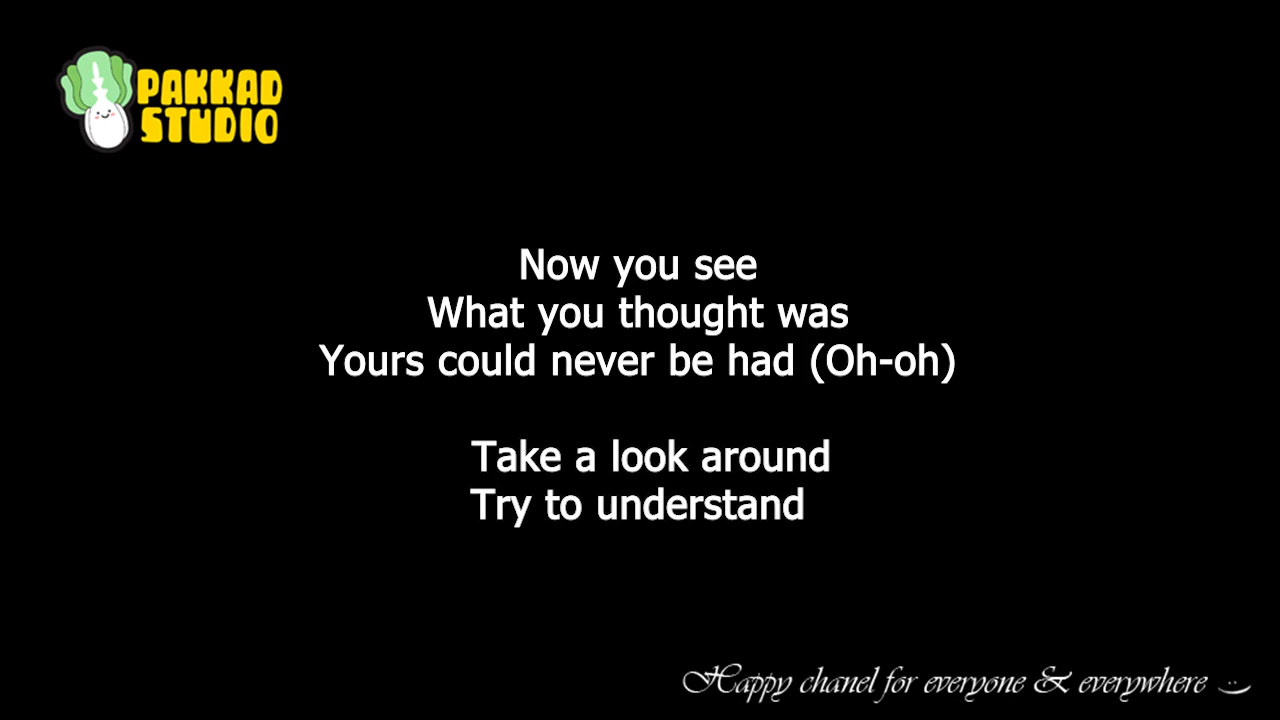 PAKKAD
STUDIO
Now you see
What you thought was
Yours could never be had (Oh-oh)
Take a look around
Try to understand
Happy chanel for everyone & everywhere :)